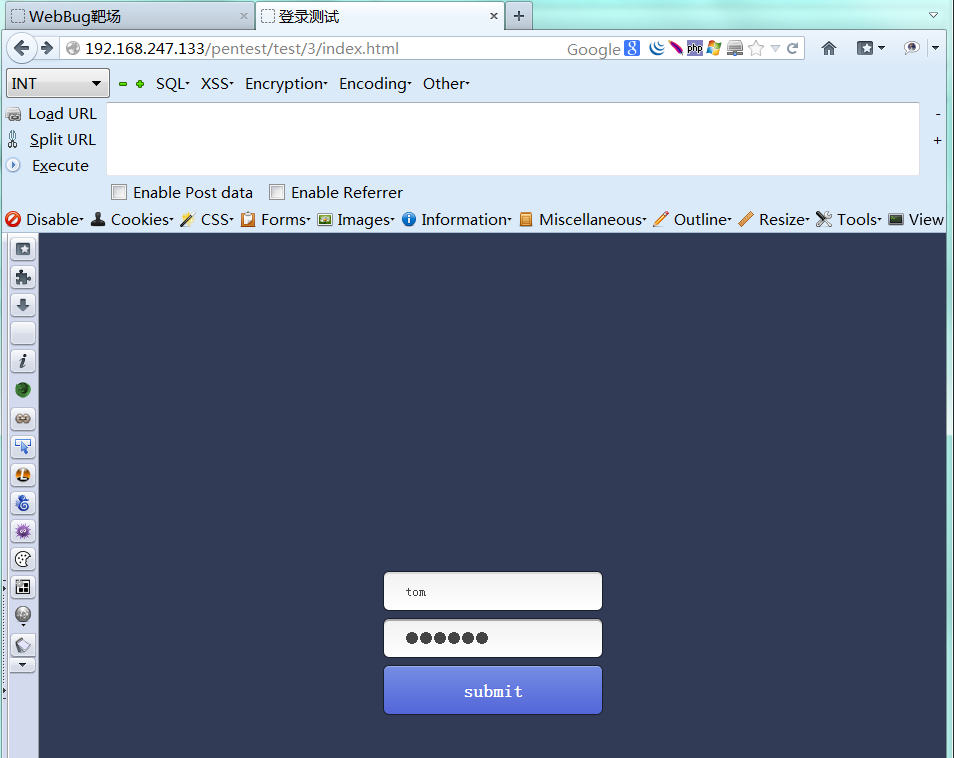 WebBug靶场 登录测试
192.168.247.133/pentest/test/3/index.html Google 8 php
INT SQL XSS Encryption Encoding Other
Load URL
Split URL
Execute
Enable Post data Enable Referrer
Disable Cookies CSS Forms Images Information Miscellaneous Outline Resize Tools View
tom
submit